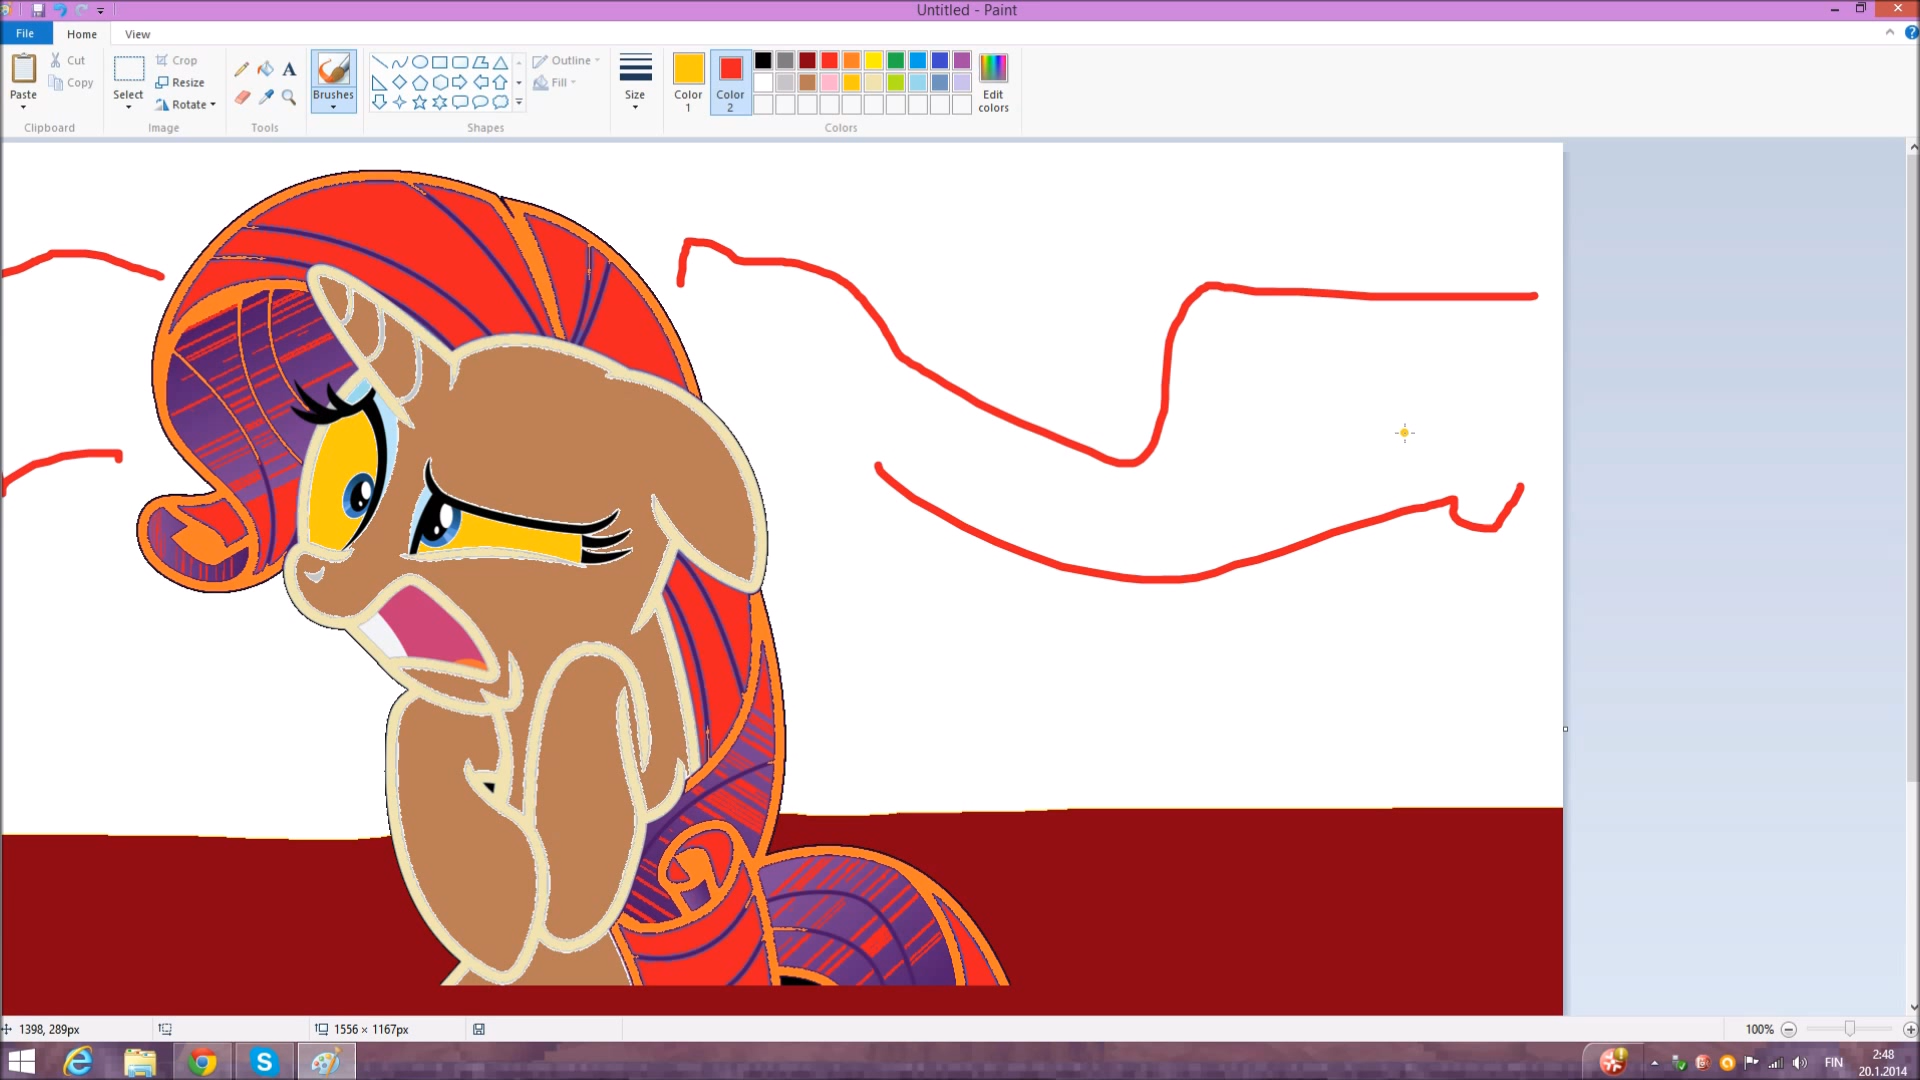 Untitled - Paint
File Home View
Paste Cut Copy Clipboard
Select Crop Resize Rotate Image
Tools
Brushes
Shapes Outline Fill
Size
Color 1 Color 2 Edit colors Colors
1398, 289px 1556 × 1167px 100%
S FIN 2:48
20.1.2014